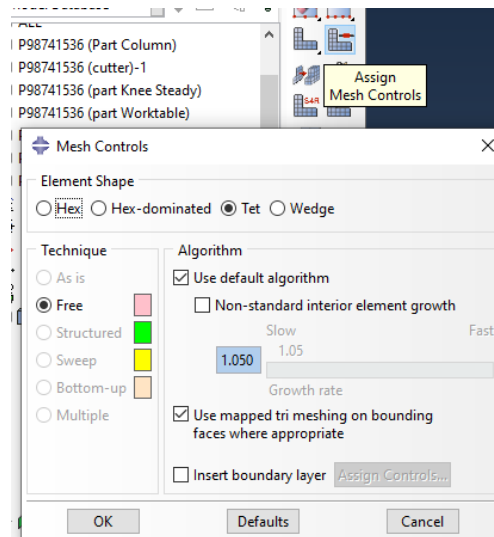 ALL
P98741536 (Part Column)
P98741536 (cutter)-1
P98741536 (part Knee Steady)
P98741536 (part Worktable)
S4R
Assign
Mesh Controls
Mesh Controls
Element Shape
Hex Hex-dominated Tet Wedge
Technique
As is
Free
Structured
Sweep
Bottom-up
Multiple
Algorithm
Use default algorithm
Non-standard interior element growth
Slow Fast
1.050 1.05
Growth rate
Use mapped tri meshing on bounding
faces where appropriate
Insert boundary layer Assign Controls...
OK Defaults Cancel